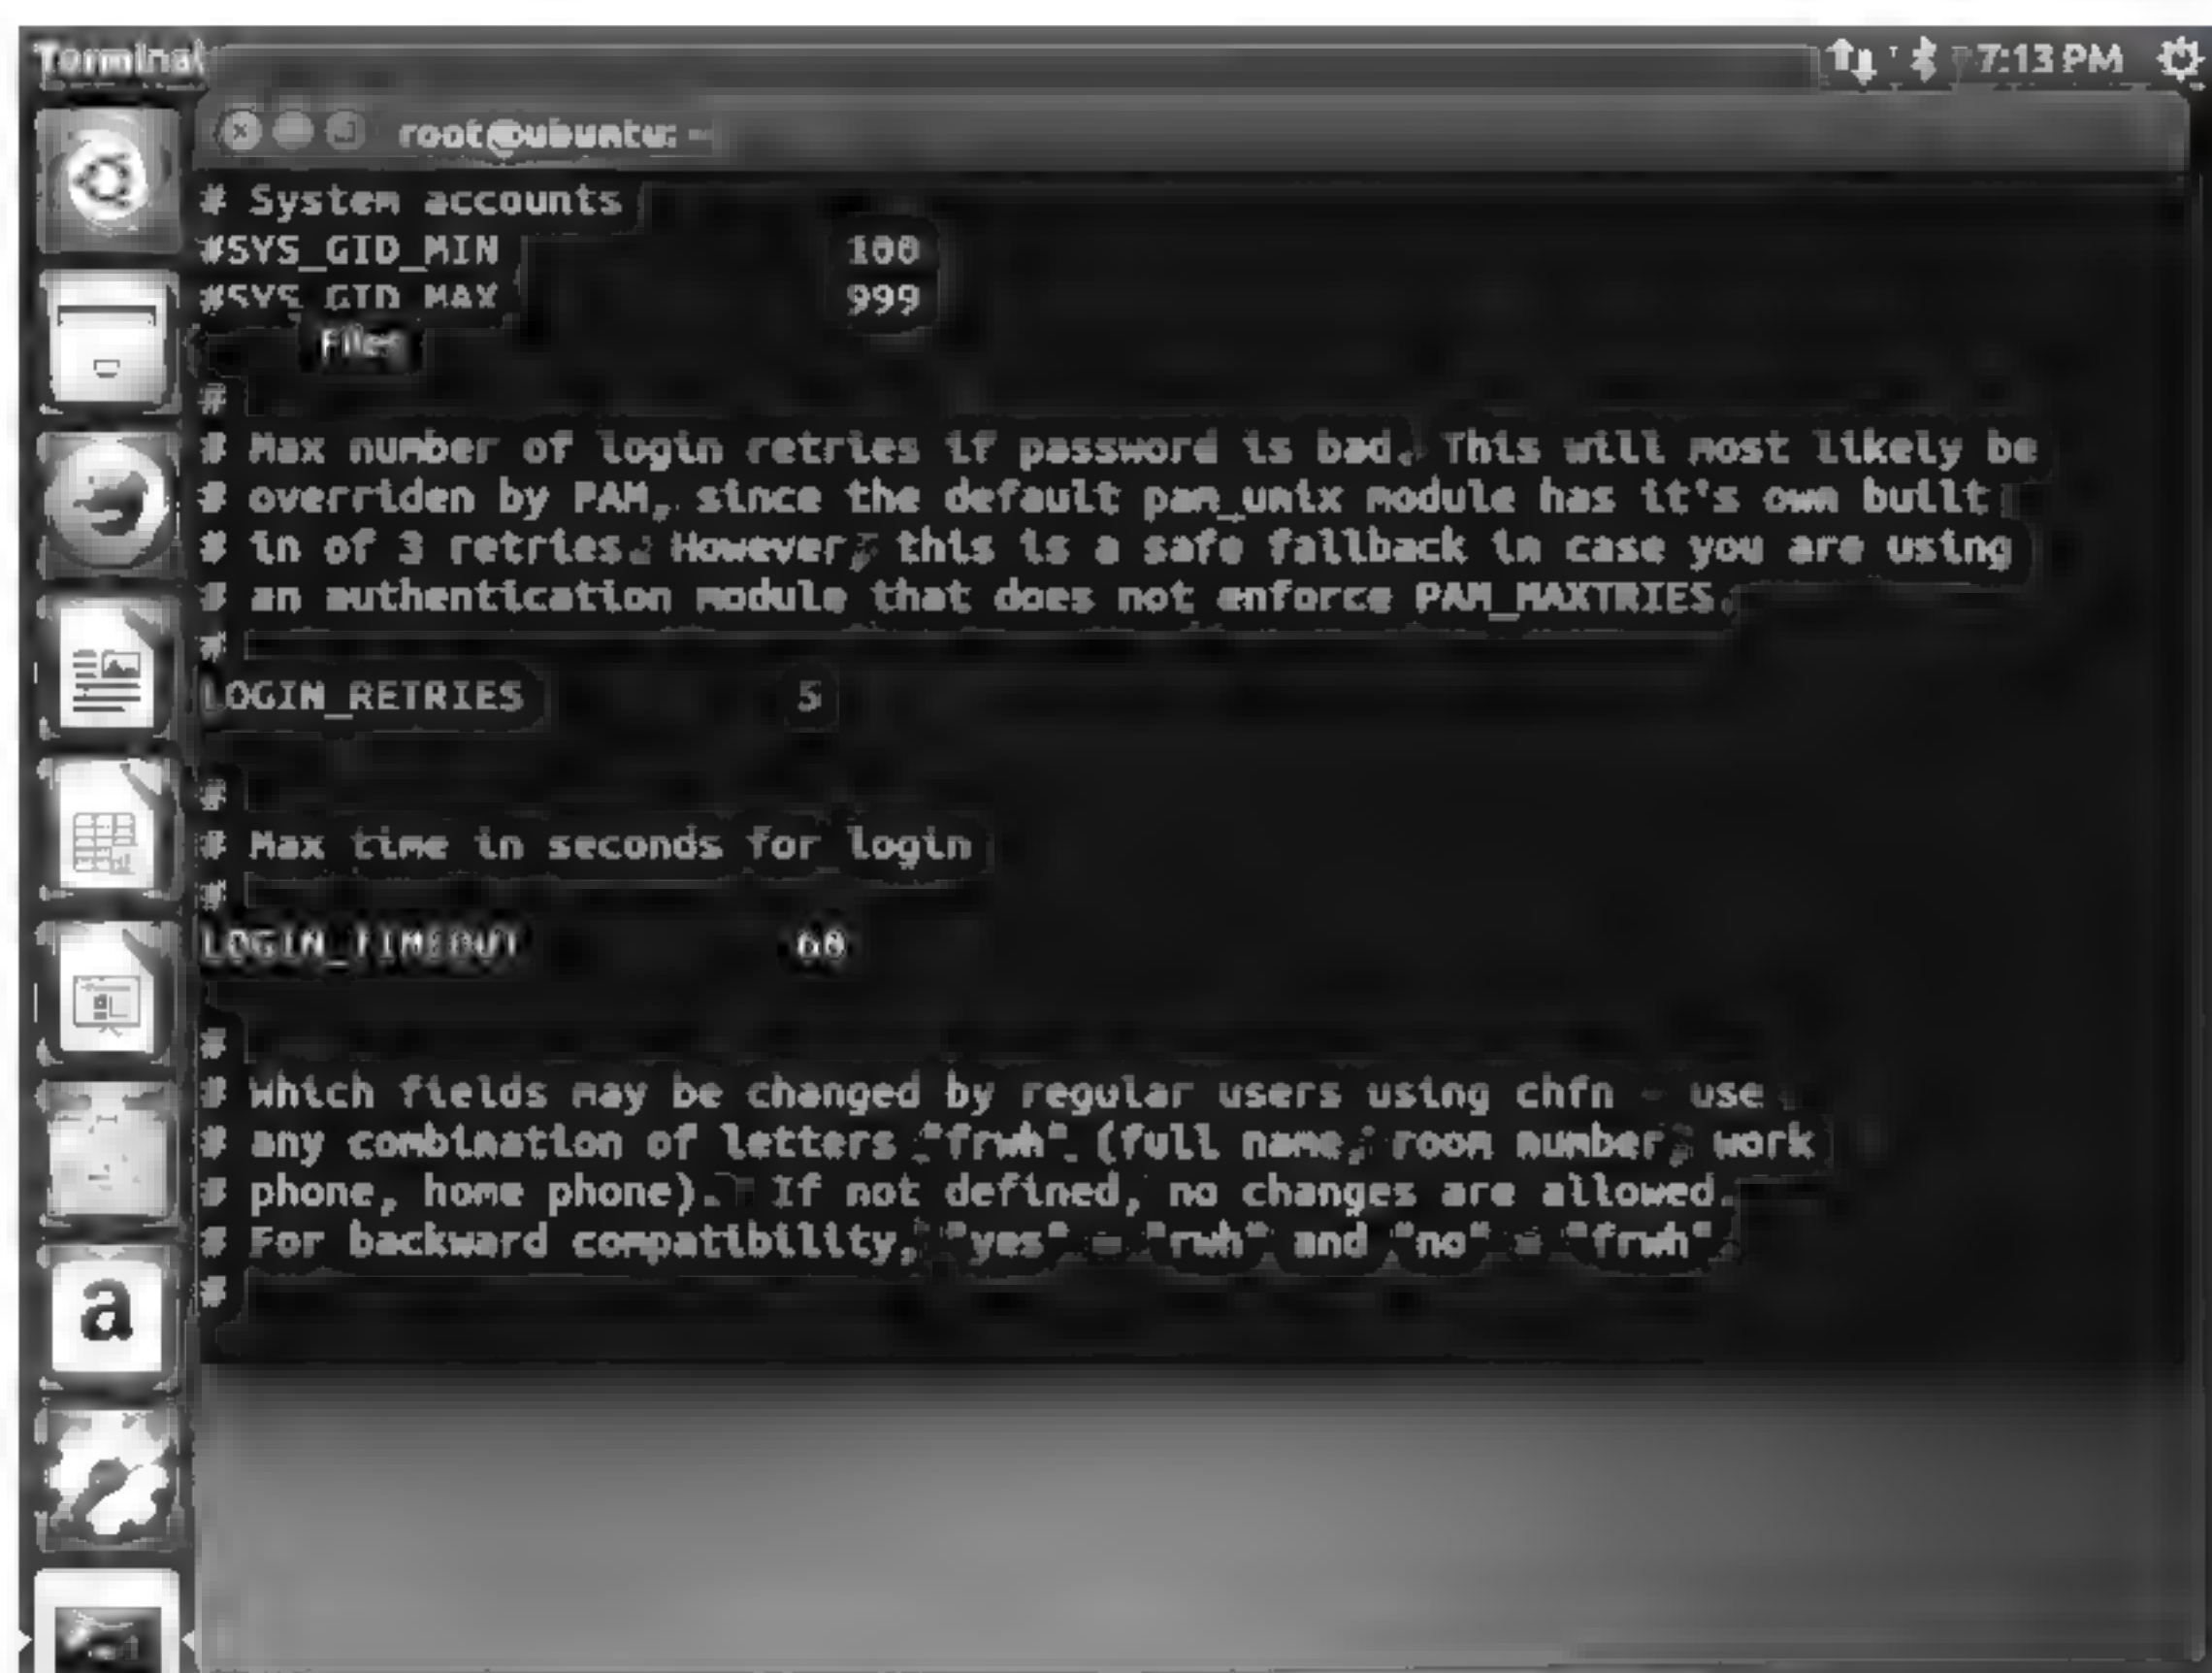 Terminal
7:13 PM
root@ubuntu: ~
# System accounts
#SYS_GID_MIN 100
#SYS_GID_MAX 999
Files
#
# Max number of login retries if password is bad. This will most likely be
# overriden by PAM, since the default pam_unix module has it's own built
# in of 3 retries. However, this is a safe fallback in case you are using
# an authentication module that does not enforce PAM_MAXTRIES.
#
LOGIN_RETRIES 5
#
# Max time in seconds for login
#
LOGIN_TIMEOUT 60
#
# Which fields may be changed by regular users using chfn - use
# any combination of letters "frwh" (full name, room number, work
# phone, home phone). If not defined, no changes are allowed.
# For backward compatibility, "yes" = "rwh" and "no" = "frwh".
#
a